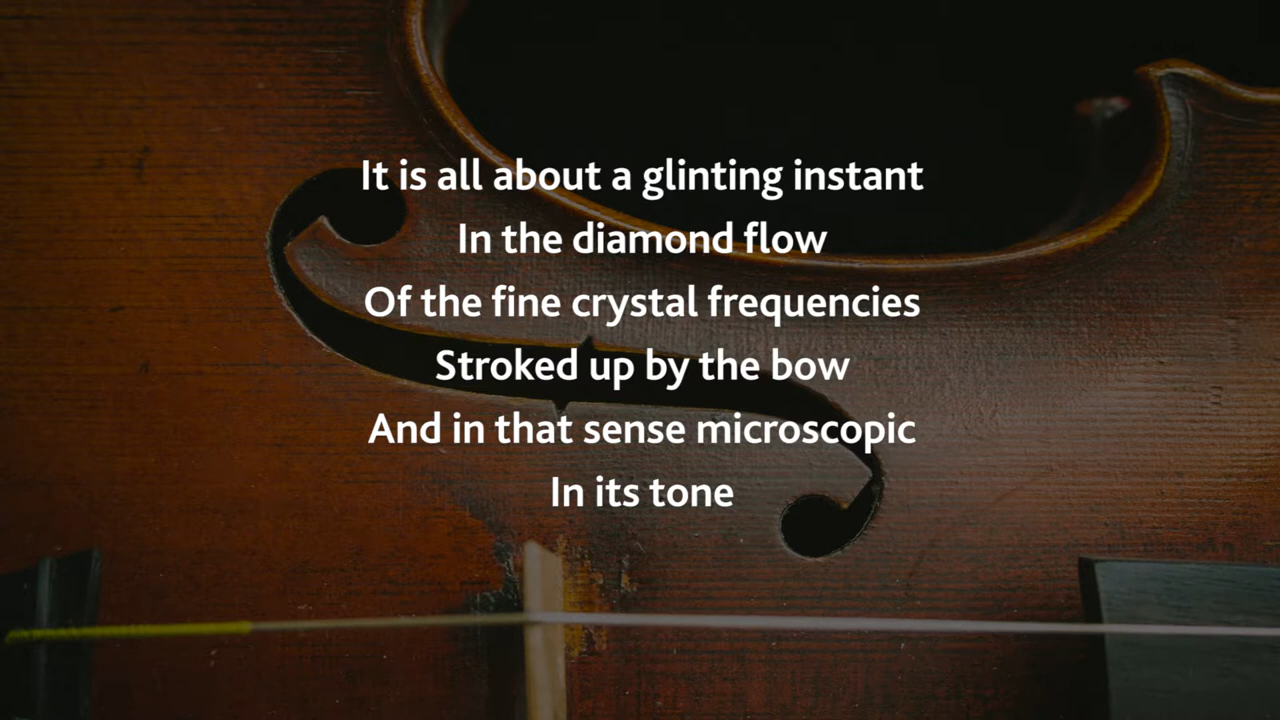 It is all about a glinting instant
In the diamond flow
Of the fine crystal frequencies
Stroked up by the bow
And in that sense microscopic
In its tone